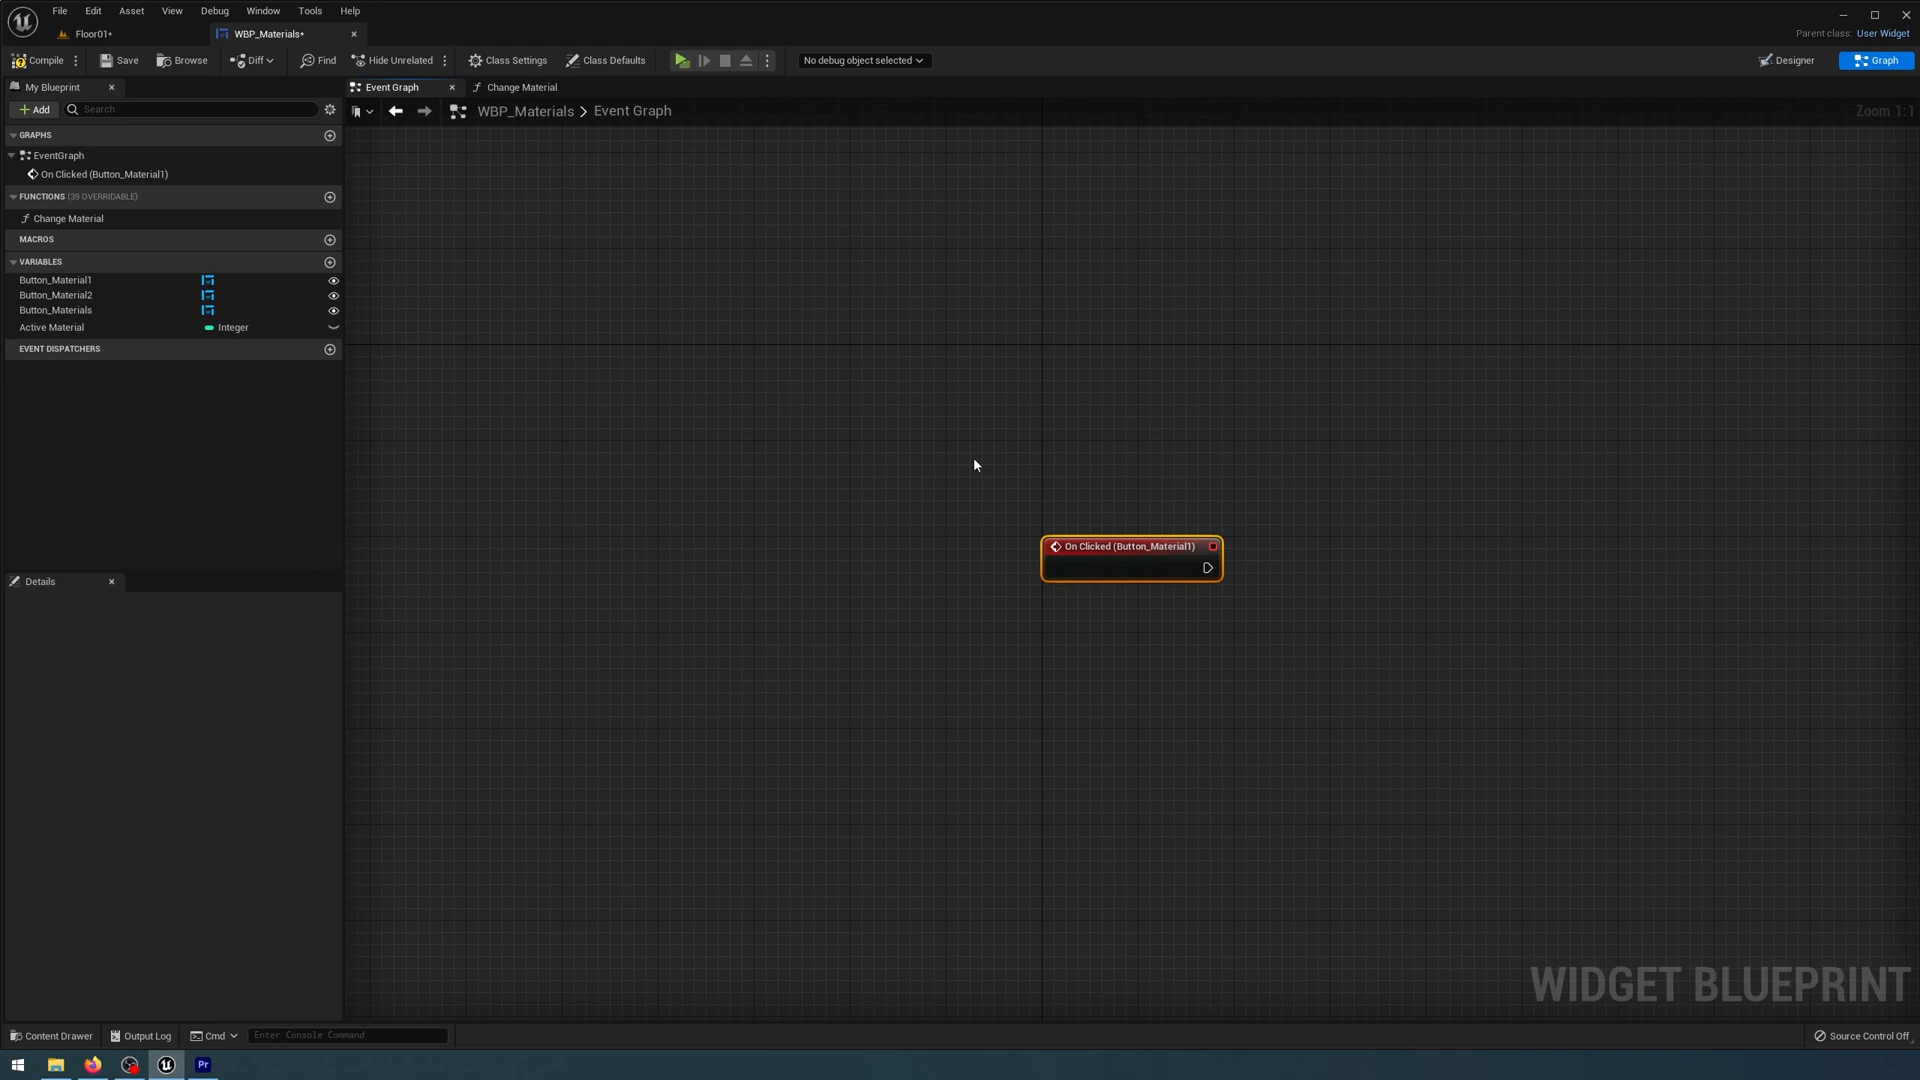 File Edit Asset View Window Debug Window Tools Help
Parent class: User Widget
Floor01•
WBP_Materials•
Compile
Save
Browse
Diff
Find
Hide Unrelated
Class Settings
Class Defaults
No debug object selected
Designer
Graph
My Blueprint
Event Graph
Change Material
Add
Search
WBP_Materials > Event Graph
Zoom 1:1
GRAPHS
EventGraph
On Clicked (Button_Material1)
FUNCTIONS (39 OVERRIDABLE)
Change Material
MACROS
VARIABLES
Button_Material1
Button_Material2
Button_Materials
Active Material Integer
EVENT DISPATCHERS
On Clicked (Button_Material1)
Details
WIDGET BLUEPRINT
Content Drawer
Output Log
Cmd
Enter Console Command
Source Control Off
Pr